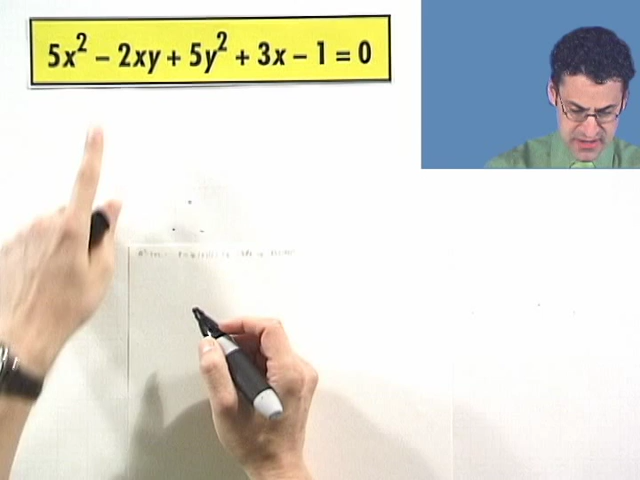 5x² – 2xy + 5y² + 3x – 1 = 0